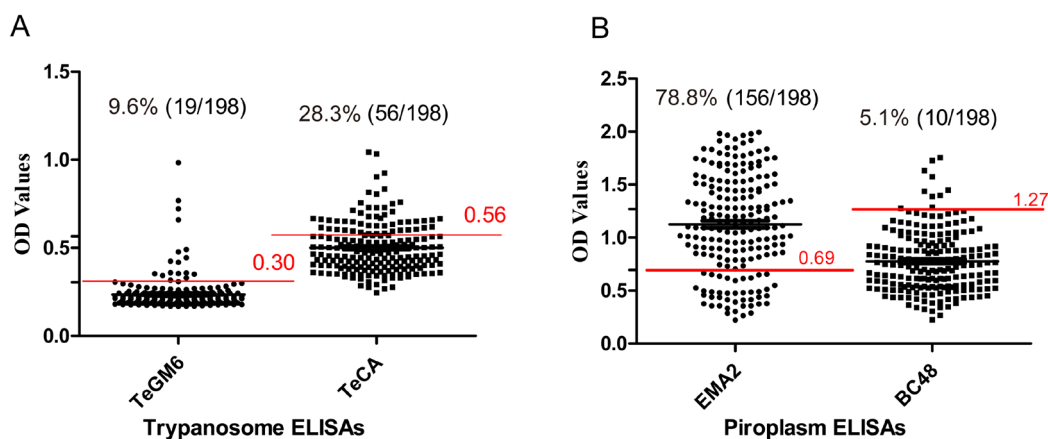 A
OD Values
1.5
1.0
0.5
0.0
9.6% (19/198)
28.3% (56/198)
0.30
0.56
TeGM6
TeCA
Trypanosome ELISAs
B
OD Values
2.5
2.0
1.5
1.0
0.5
0.0
78.8% (156/198)
5.1% (10/198)
0.69
1.27
EMA2
BC48
Piroplasm ELISAs